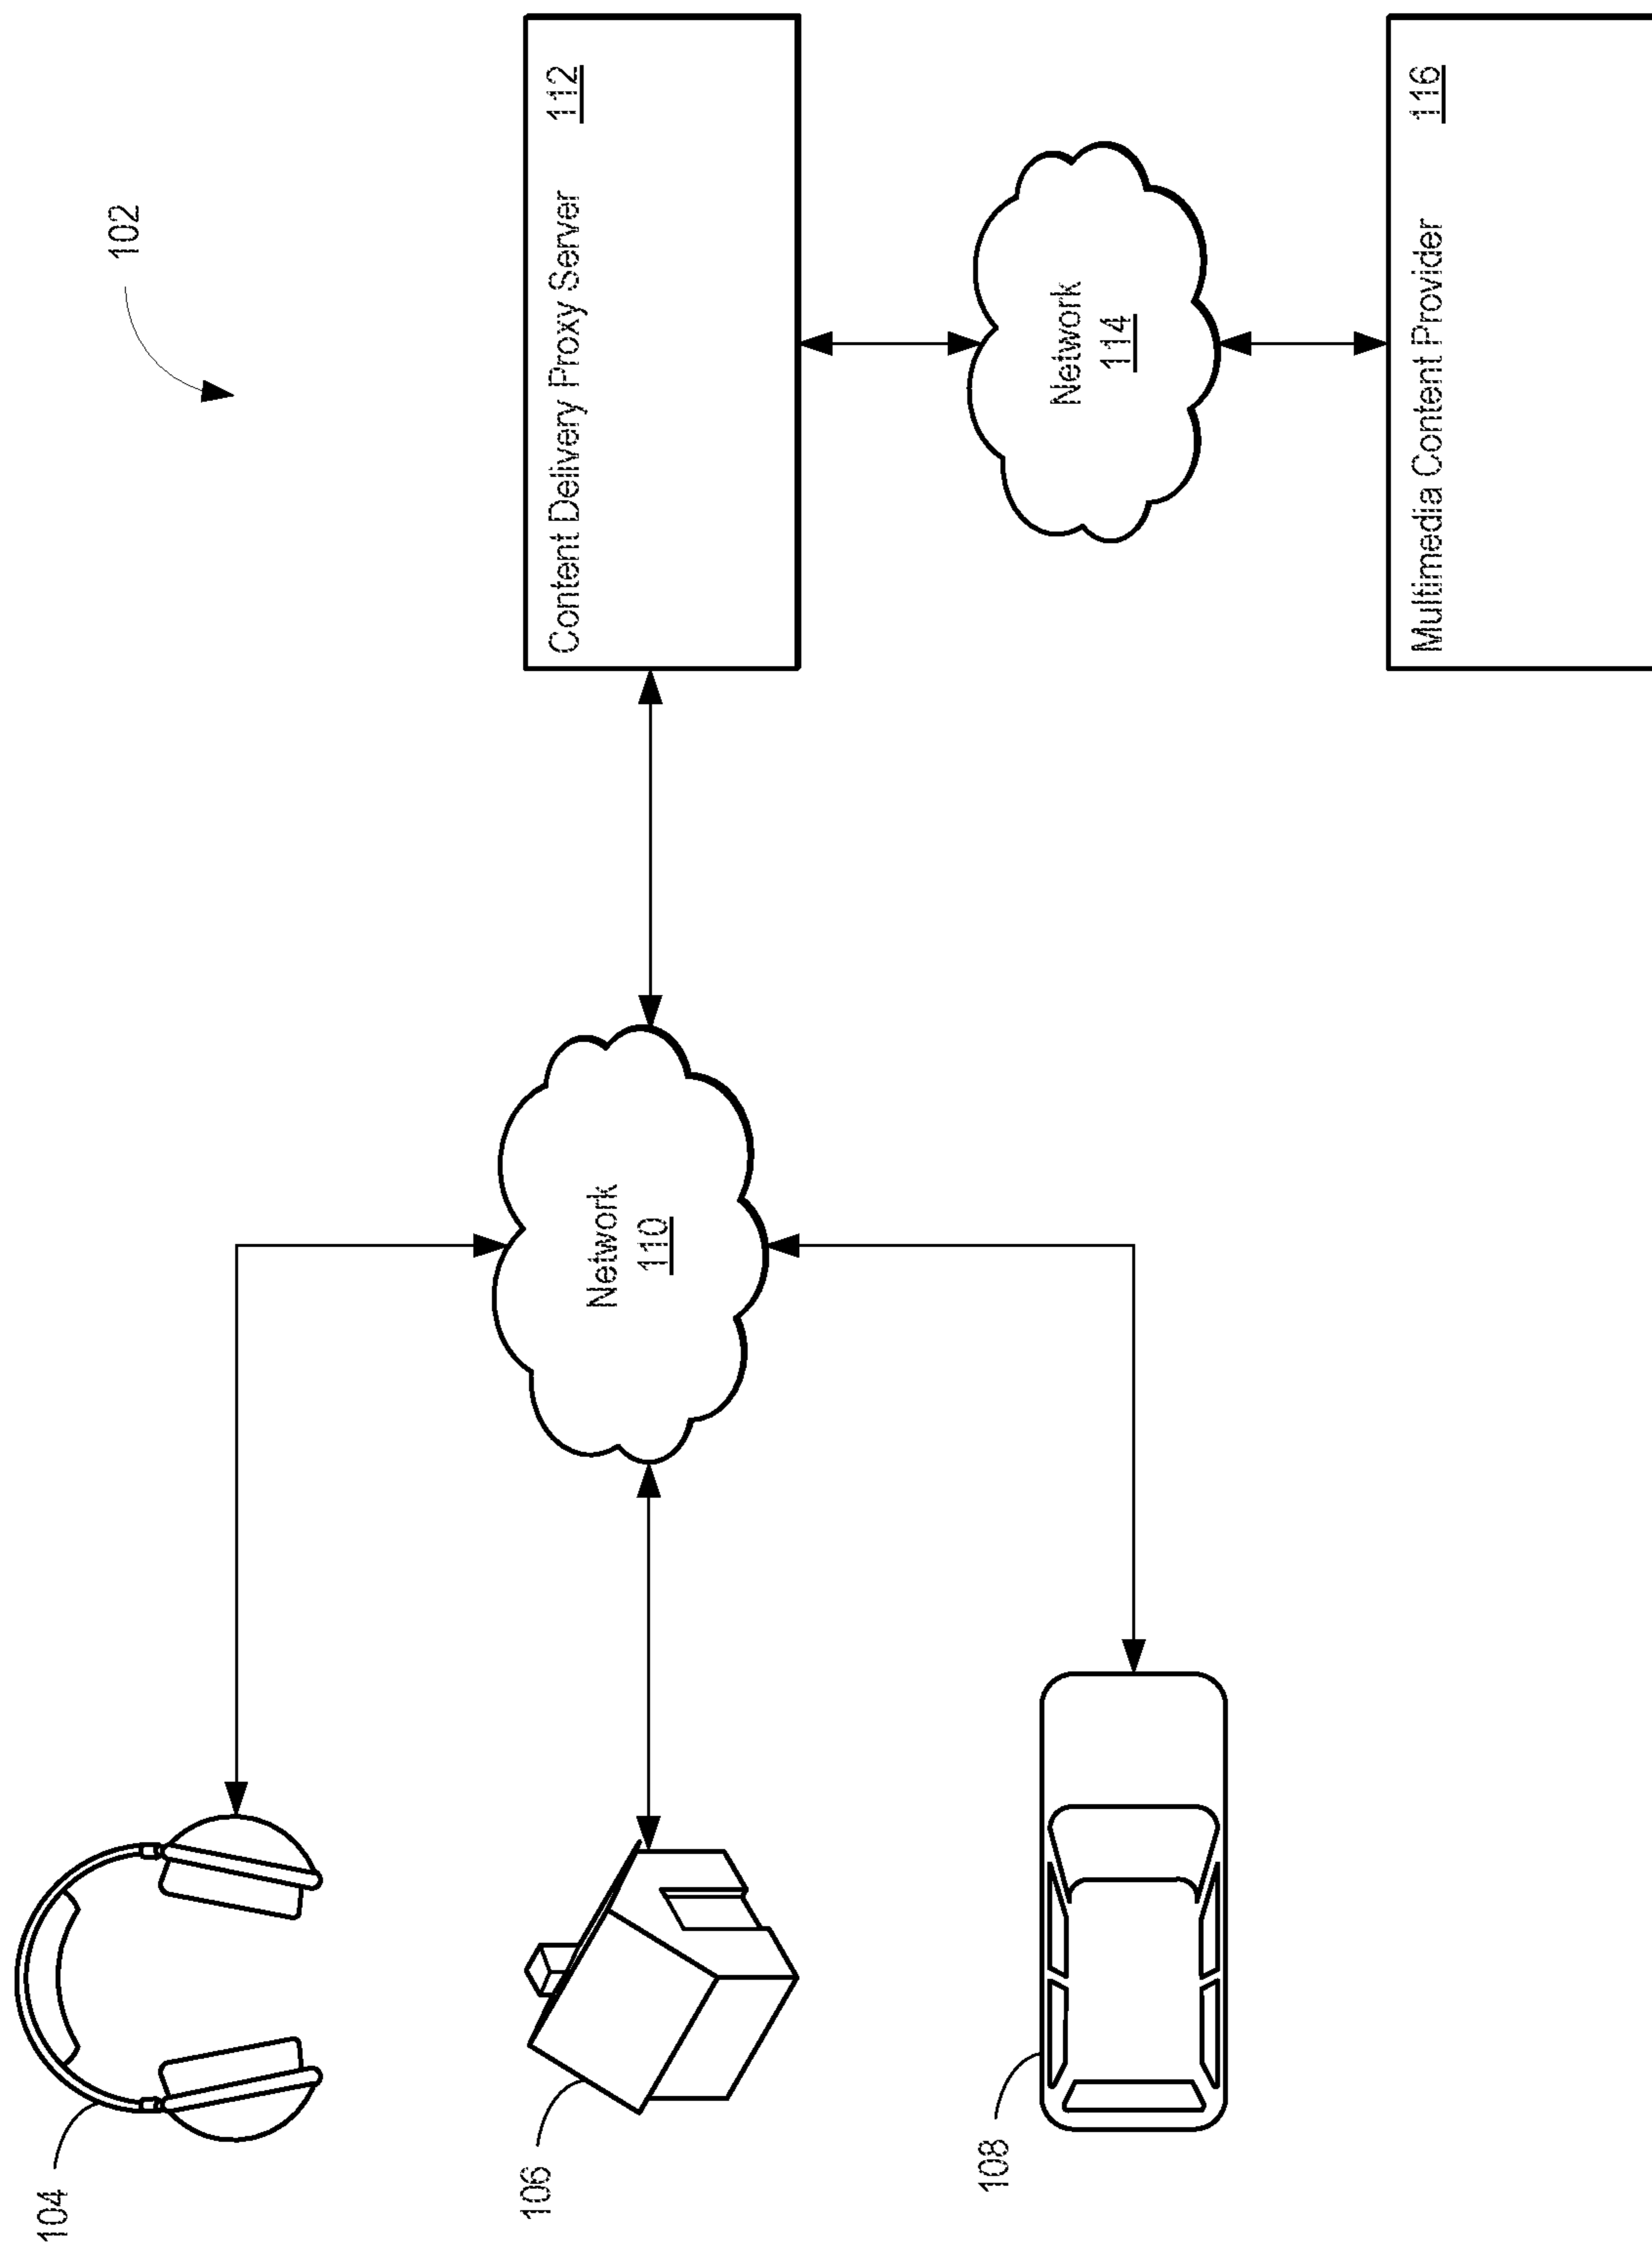 102
104
106
108
Network
110
Content Delivery Proxy Server 112
Network
114
Multimedia Content Provider 116